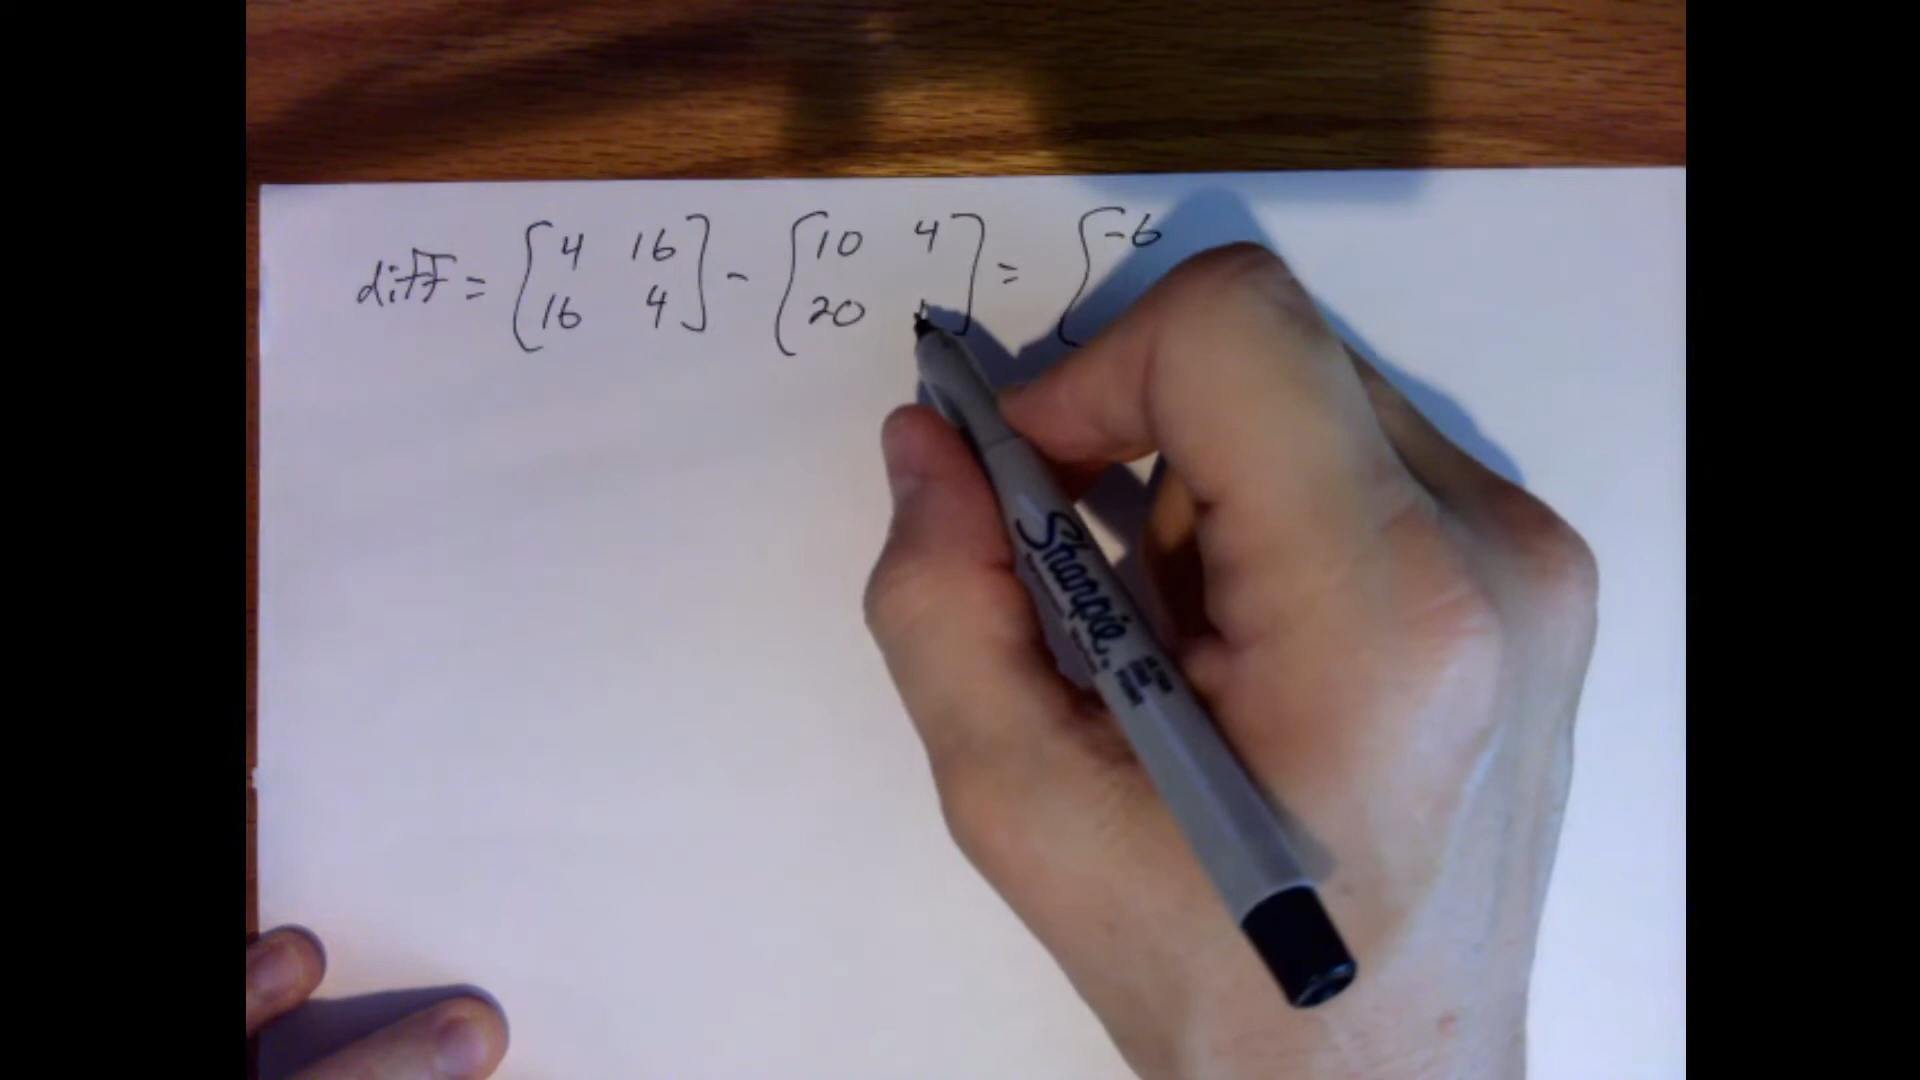 diff = [4 16] - [10 4] = [-6
[16 4] [20
Sharpie